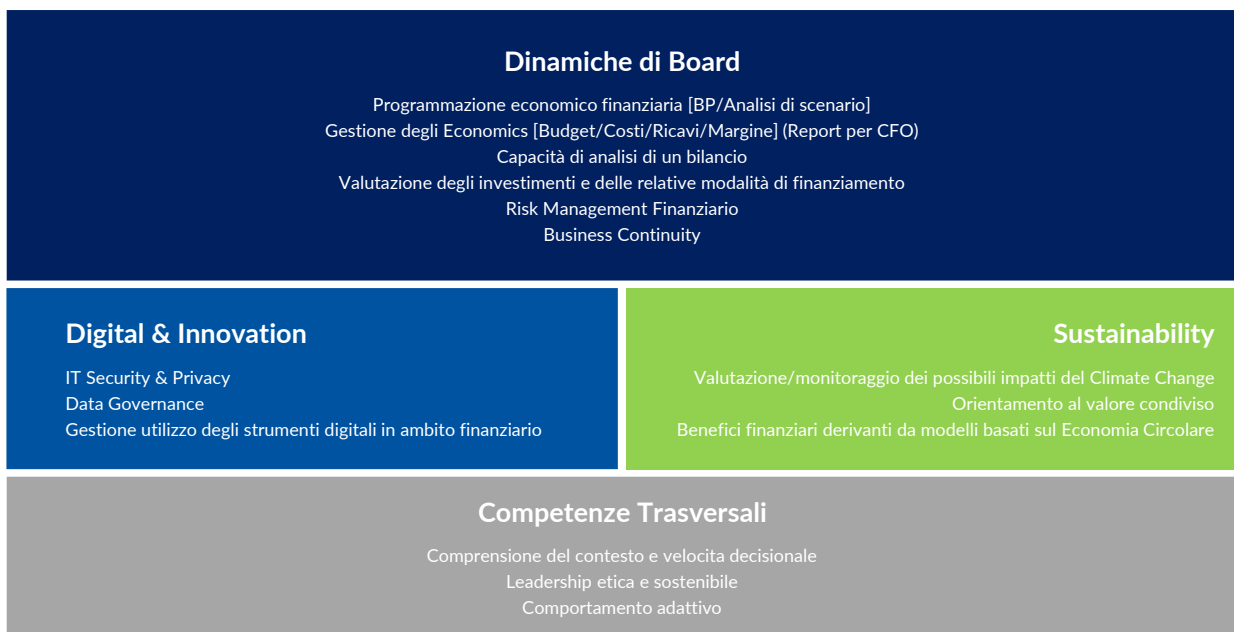 Dinamiche di Board
Programmazione economico finanziaria [BP/Analisi di scenario]
Gestione degli Economics [Budget/Costi/Ricavi/Margine] (Report per CFO)
Capacità di analisi di un bilancio
Valutazione degli investimenti e delle relative modalità di finanziamento
Risk Management Finanziario
Business Continuity
Digital & Innovation
IT Security & Privacy
Data Governance
Gestione utilizzo degli strumenti digitali in ambito finanziario
Sustainability
Valutazione/monitoraggio dei possibili impatti del Climate Change
Orientamento al valore condiviso
Benefici finanziari derivanti da modelli basati sul Economia Circolare
Competenze Trasversali
Comprensione del contesto e velocita decisionale
Leadership etica e sostenibile
Comportamento adattivo